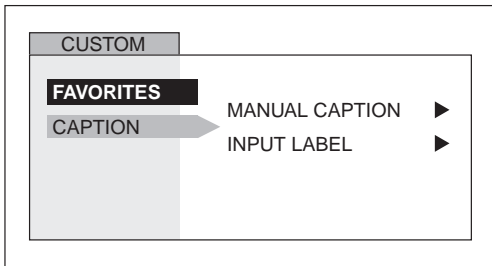 CUSTOM
FAVORITES
CAPTION
MANUAL CAPTION
INPUT LABEL